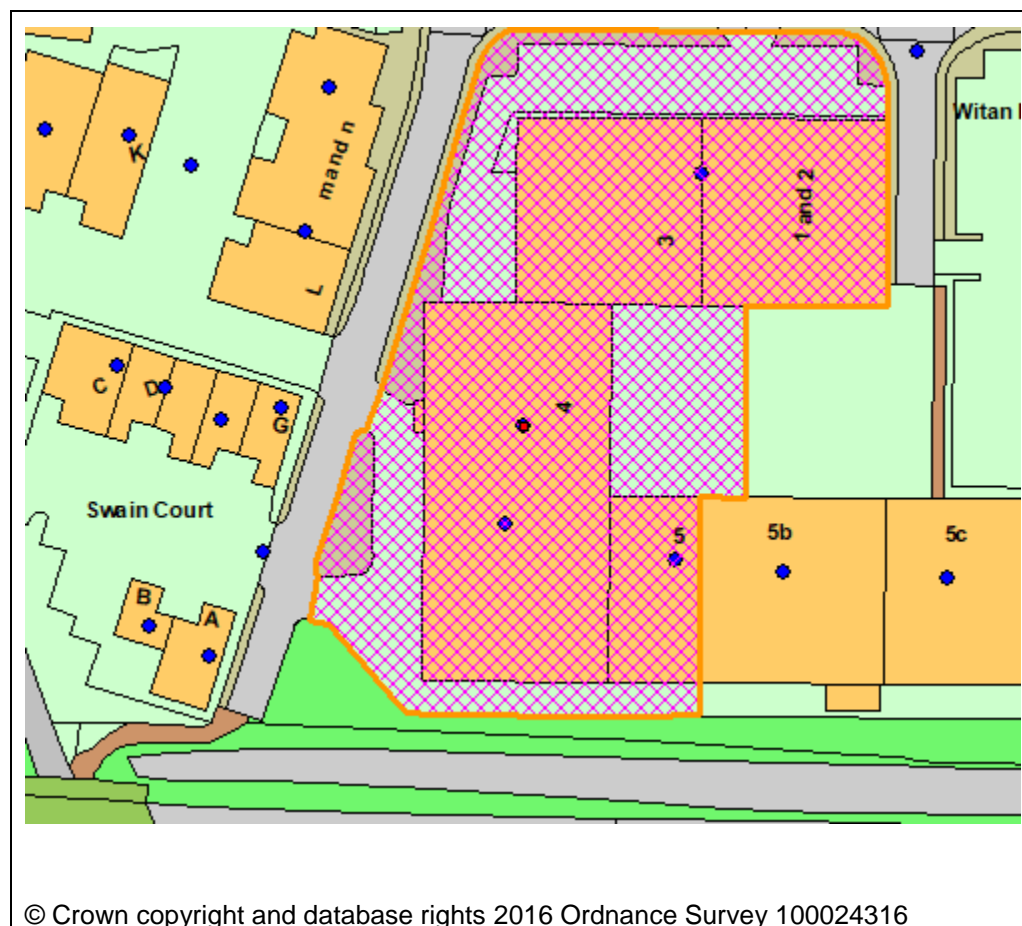 Witan
K
m and n
3
1 and 2
L
C
D
G
4
Swain Court
5
5b
5c
B
A
© Crown copyright and database rights 2016 Ordnance Survey 100024316